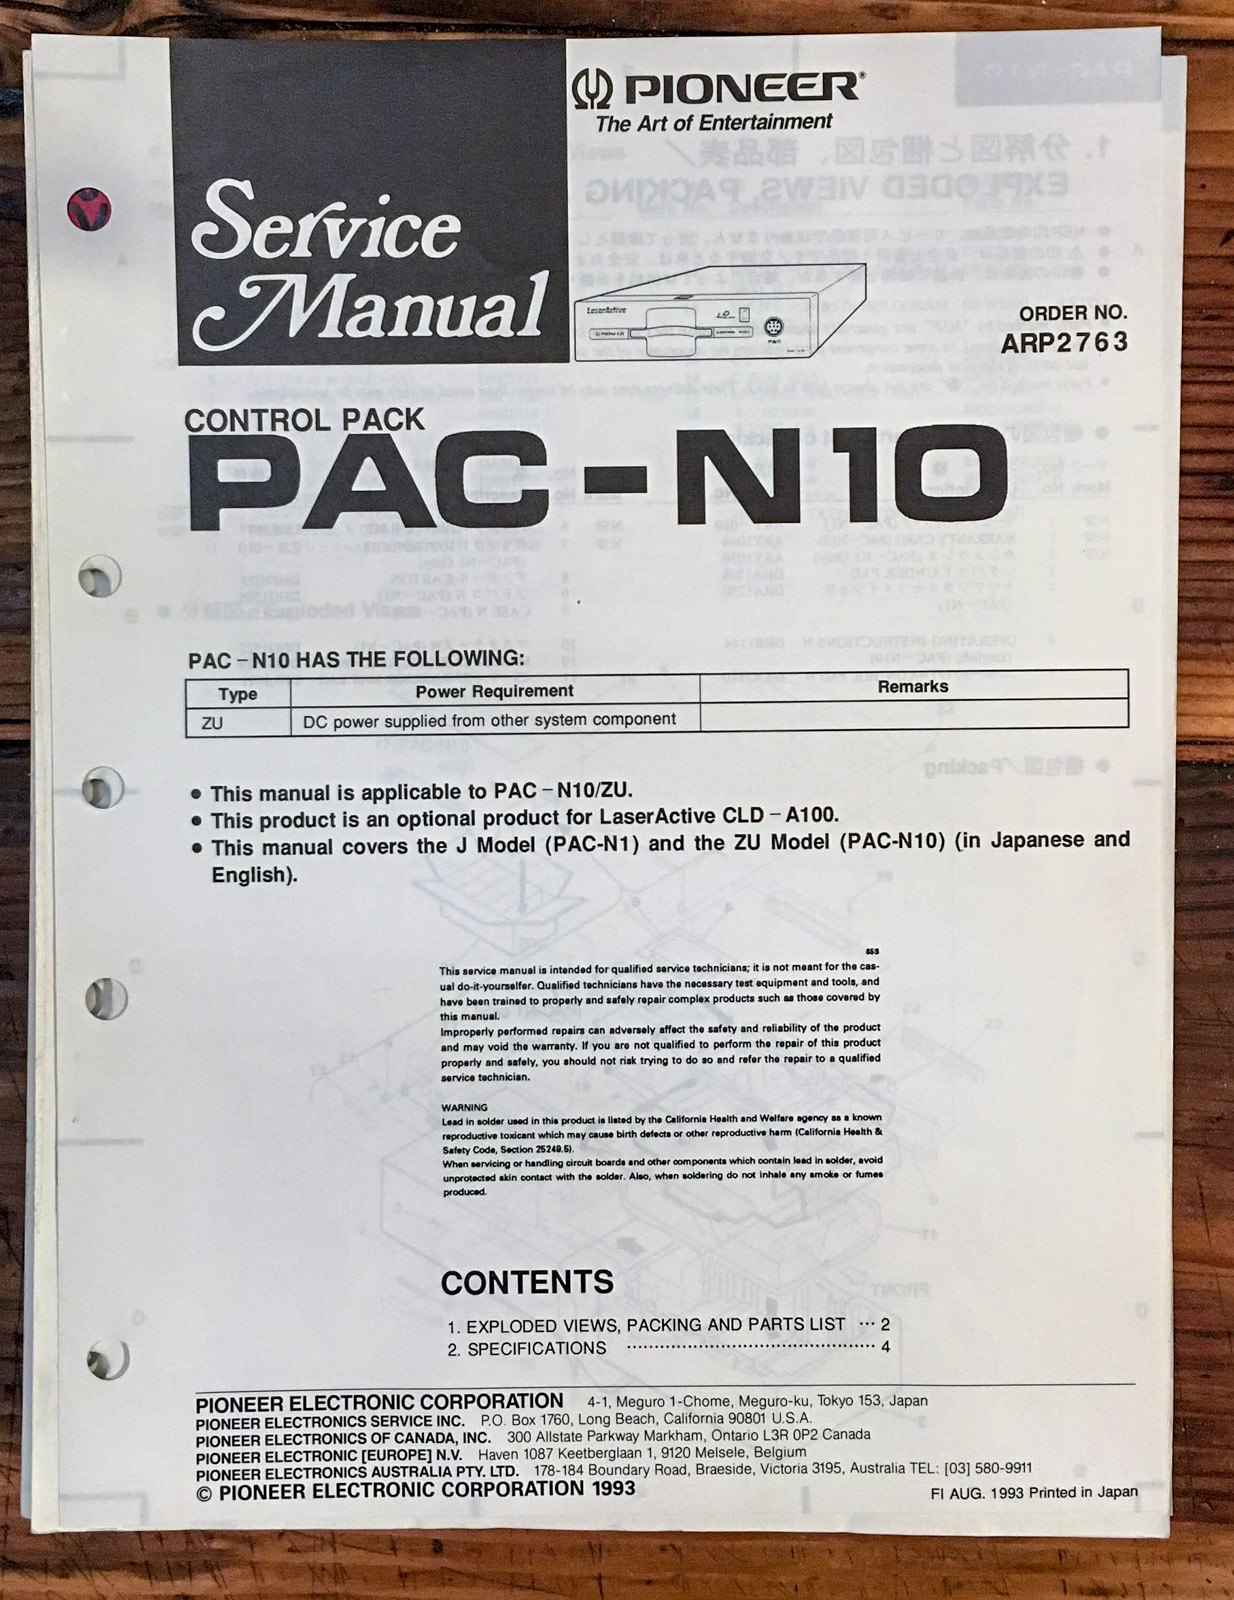 PIONEER®
The Art of Entertainment
Service
Manual
LaserActive
PIONEER
LD
PAC
ORDER NO.
ARP2763
CONTROL PACK
PAC-N10
PAC-N10 HAS THE FOLLOWING:
Type Power Requirement Remarks
ZU DC power supplied from other system component
● This manual is applicable to PAC-N10/ZU.
● This product is an optional product for LaserActive CLD-A100.
● This manual covers the J Model (PAC-N1) and the ZU Model (PAC-N10) (in Japanese and
English).
653
This service manual is intended for qualified service technicians; it is not meant for the cas-
ual do-it-yourselfer. Qualified technicians have the necessary test equipment and tools, and
have been trained to properly and safely repair complex products such as those covered by
this manual.
Improperly performed repairs can adversely affect the safety and reliability of the product
and may void the warranty. If you are not qualified to perform the repair of this product
properly and safely, you should not risk trying to do so and refer the repair to a qualified
service technician.
WARNING
Lead in solder used in this product is listed by the California Health and Welfare agency as a known
reproductive toxicant which may cause birth defects or other reproductive harm (California Health &
Safety Code, Section 25249.5).
When servicing or handling circuit boards and other components which contain lead in solder, avoid
unprotected skin contact with the solder. Also, when soldering do not inhale any smoke or fumes
produced.
CONTENTS
1. EXPLODED VIEWS, PACKING AND PARTS LIST ··· 2
2. SPECIFICATIONS ··········································· 4
PIONEER ELECTRONIC CORPORATION 4-1, Meguro 1-Chome, Meguro-ku, Tokyo 153, Japan
PIONEER ELECTRONICS SERVICE INC. P.O. Box 1760, Long Beach, California 90801 U.S.A.
PIONEER ELECTRONICS OF CANADA, INC. 300 Allstate Parkway Markham, Ontario L3R 0P2 Canada
PIONEER ELECTRONIC [EUROPE] N.V. Haven 1087 Keetberglaan 1, 9120 Melsele, Belgium
PIONEER ELECTRONICS AUSTRALIA PTY. LTD. 178-184 Boundary Road, Braeside, Victoria 3195, Australia TEL: [03] 580-9911
© PIONEER ELECTRONIC CORPORATION 1993
FI AUG. 1993 Printed in Japan